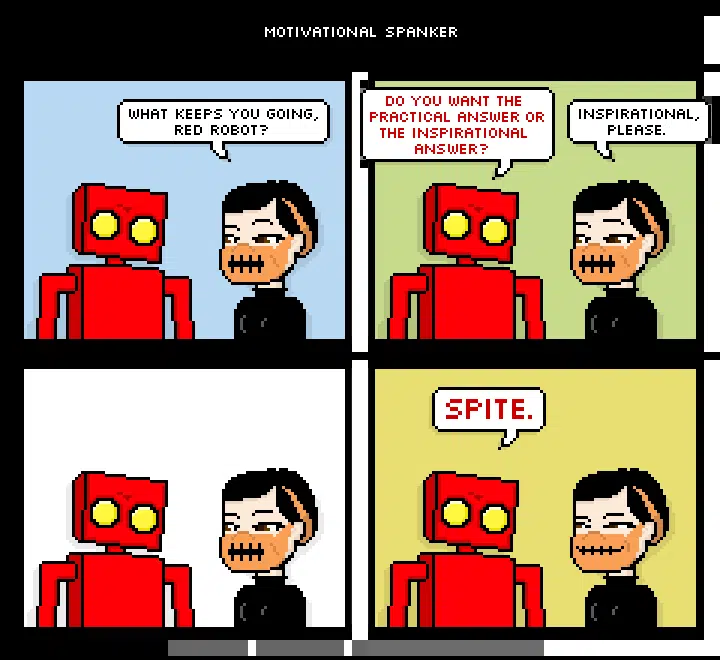 MOTIVATIONAL SPANKER
WHAT KEEPS YOU GOING,
RED ROBOT?
DO YOU WANT THE
PRACTICAL ANSWER OR
THE INSPIRATIONAL
ANSWER?
INSPIRATIONAL,
PLEASE.
SPITE.